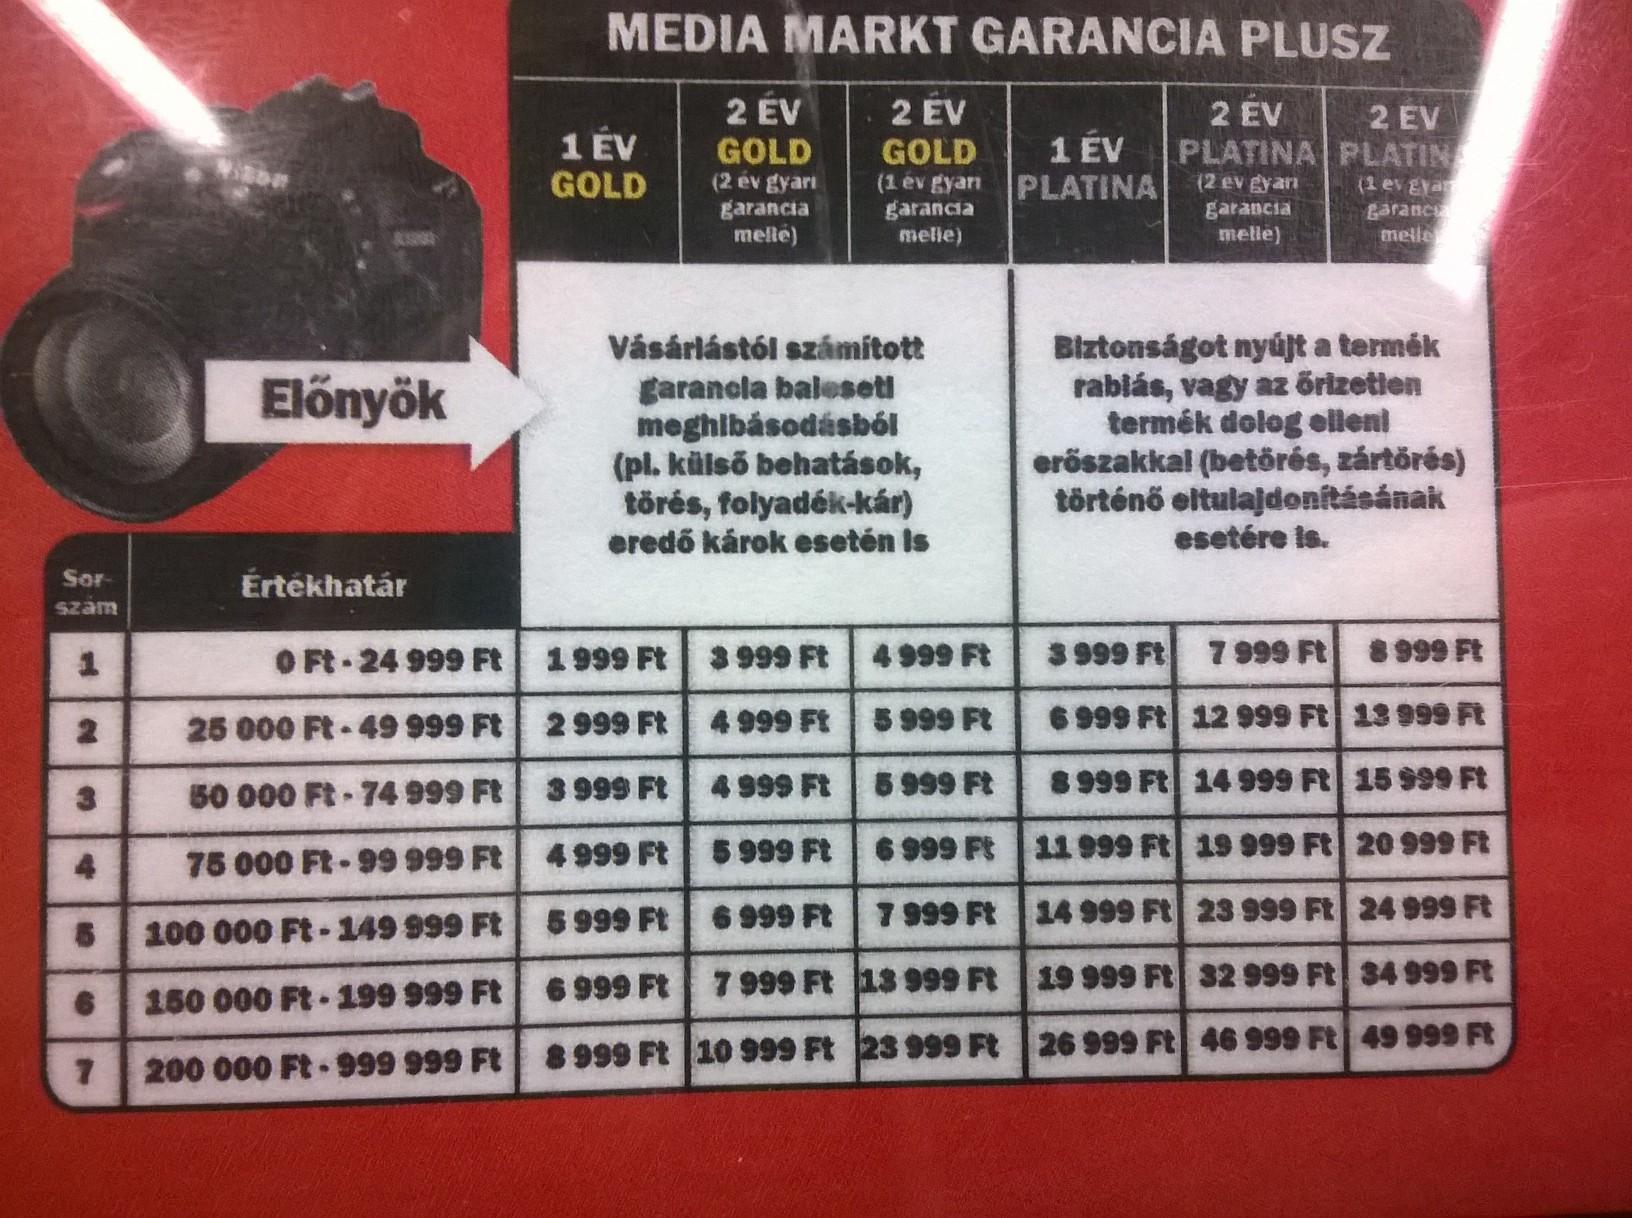 MEDIA MARKT GARANCIA PLUSZ
1 ÉV GOLD
2 ÉV GOLD (2 év gyári garancia mellé)
2 ÉV GOLD (1 év gyári garancia mellé)
1 ÉV PLATINA
2 ÉV PLATINA (2 év gyári garancia mellé)
2 ÉV PLATINA (1 év gyári garancia mellé)
Nikon
Előnyök
Vásárlástól számított
garancia baleseti
meghibásodásból
(pl. külső behatások,
törés, folyadék-kár)
eredő károk esetén is
Biztonságot nyújt a termék
rablás, vagy az őrizetlen
termék dolog elleni
erőszakkal (betörés, zártörés)
történő eltulajdonításának
esetére is.
Sor-
szám
Értékhatár
1 0 Ft - 24 999 Ft 1 999 Ft 3 999 Ft 4 999 Ft 3 999 Ft 7 999 Ft 8 999 Ft
2 25 000 Ft - 49 999 Ft 2 999 Ft 4 999 Ft 5 999 Ft 6 999 Ft 12 999 Ft 13 999 Ft
3 50 000 Ft - 74 999 Ft 3 999 Ft 4 999 Ft 5 999 Ft 8 999 Ft 14 999 Ft 15 999 Ft
4 75 000 Ft - 99 999 Ft 4 999 Ft 5 999 Ft 6 999 Ft 11 999 Ft 19 999 Ft 20 999 Ft
5 100 000 Ft - 149 999 Ft 5 999 Ft 6 999 Ft 7 999 Ft 14 999 Ft 23 999 Ft 24 999 Ft
6 150 000 Ft - 199 999 Ft 6 999 Ft 7 999 Ft 13 999 Ft 19 999 Ft 32 999 Ft 34 999 Ft
7 200 000 Ft - 999 999 Ft 8 999 Ft 10 999 Ft 23 999 Ft 26 999 Ft 46 999 Ft 49 999 Ft